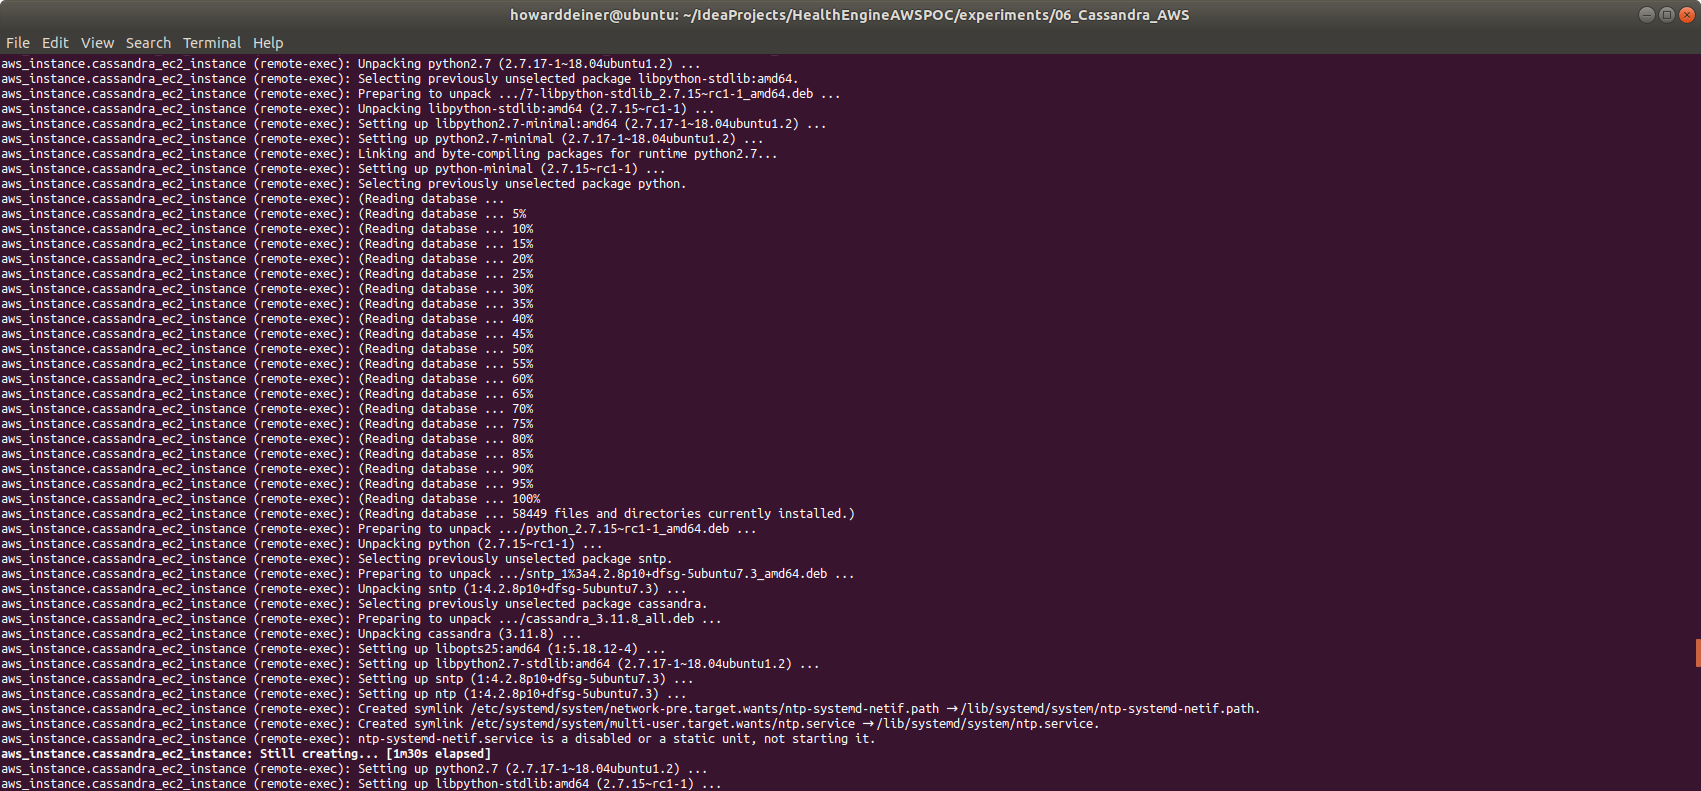 howarddeiner@ubuntu: ~/IdeaProjects/HealthEngineAWSPOC/experiments/06_Cassandra_AWS
File Edit View Search Terminal Help
aws_instance.cassandra_ec2_instance (remote-exec): Unpacking python2.7 (2.7.17-1~18.04ubuntu1.2) ...
aws_instance.cassandra_ec2_instance (remote-exec): Selecting previously unselected package libpython-stdlib:amd64.
aws_instance.cassandra_ec2_instance (remote-exec): Preparing to unpack .../7-libpython-stdlib_2.7.15~rc1-1_amd64.deb ...
aws_instance.cassandra_ec2_instance (remote-exec): Unpacking libpython-stdlib:amd64 (2.7.15~rc1-1) ...
aws_instance.cassandra_ec2_instance (remote-exec): Setting up libpython2.7-minimal:amd64 (2.7.17-1~18.04ubuntu1.2) ...
aws_instance.cassandra_ec2_instance (remote-exec): Setting up python2.7-minimal (2.7.17-1~18.04ubuntu1.2) ...
aws_instance.cassandra_ec2_instance (remote-exec): Linking and byte-compiling packages for runtime python2.7...
aws_instance.cassandra_ec2_instance (remote-exec): Setting up python-minimal (2.7.15~rc1-1) ...
aws_instance.cassandra_ec2_instance (remote-exec): Selecting previously unselected package python.
aws_instance.cassandra_ec2_instance (remote-exec): (Reading database ...
aws_instance.cassandra_ec2_instance (remote-exec): (Reading database ... 5%
aws_instance.cassandra_ec2_instance (remote-exec): (Reading database ... 10%
aws_instance.cassandra_ec2_instance (remote-exec): (Reading database ... 15%
aws_instance.cassandra_ec2_instance (remote-exec): (Reading database ... 20%
aws_instance.cassandra_ec2_instance (remote-exec): (Reading database ... 25%
aws_instance.cassandra_ec2_instance (remote-exec): (Reading database ... 30%
aws_instance.cassandra_ec2_instance (remote-exec): (Reading database ... 35%
aws_instance.cassandra_ec2_instance (remote-exec): (Reading database ... 40%
aws_instance.cassandra_ec2_instance (remote-exec): (Reading database ... 45%
aws_instance.cassandra_ec2_instance (remote-exec): (Reading database ... 50%
aws_instance.cassandra_ec2_instance (remote-exec): (Reading database ... 55%
aws_instance.cassandra_ec2_instance (remote-exec): (Reading database ... 60%
aws_instance.cassandra_ec2_instance (remote-exec): (Reading database ... 65%
aws_instance.cassandra_ec2_instance (remote-exec): (Reading database ... 70%
aws_instance.cassandra_ec2_instance (remote-exec): (Reading database ... 75%
aws_instance.cassandra_ec2_instance (remote-exec): (Reading database ... 80%
aws_instance.cassandra_ec2_instance (remote-exec): (Reading database ... 85%
aws_instance.cassandra_ec2_instance (remote-exec): (Reading database ... 90%
aws_instance.cassandra_ec2_instance (remote-exec): (Reading database ... 95%
aws_instance.cassandra_ec2_instance (remote-exec): (Reading database ... 100%
aws_instance.cassandra_ec2_instance (remote-exec): (Reading database ... 58449 files and directories currently installed.)
aws_instance.cassandra_ec2_instance (remote-exec): Preparing to unpack .../python_2.7.15~rc1-1_amd64.deb ...
aws_instance.cassandra_ec2_instance (remote-exec): Unpacking python (2.7.15~rc1-1) ...
aws_instance.cassandra_ec2_instance (remote-exec): Selecting previously unselected package sntp.
aws_instance.cassandra_ec2_instance (remote-exec): Preparing to unpack .../sntp_1%3a4.2.8p10+dfsg-5ubuntu7.3_amd64.deb ...
aws_instance.cassandra_ec2_instance (remote-exec): Unpacking sntp (1:4.2.8p10+dfsg-5ubuntu7.3) ...
aws_instance.cassandra_ec2_instance (remote-exec): Selecting previously unselected package cassandra.
aws_instance.cassandra_ec2_instance (remote-exec): Preparing to unpack .../cassandra_3.11.8_all.deb ...
aws_instance.cassandra_ec2_instance (remote-exec): Unpacking cassandra (3.11.8) ...
aws_instance.cassandra_ec2_instance (remote-exec): Setting up libopts25:amd64 (1:5.18.12-4) ...
aws_instance.cassandra_ec2_instance (remote-exec): Setting up libpython2.7-stdlib:amd64 (2.7.17-1~18.04ubuntu1.2) ...
aws_instance.cassandra_ec2_instance (remote-exec): Setting up sntp (1:4.2.8p10+dfsg-5ubuntu7.3) ...
aws_instance.cassandra_ec2_instance (remote-exec): Setting up ntp (1:4.2.8p10+dfsg-5ubuntu7.3) ...
aws_instance.cassandra_ec2_instance (remote-exec): Created symlink /etc/systemd/system/network-pre.target.wants/ntp-systemd-netif.path → /lib/systemd/system/ntp-systemd-netif.path.
aws_instance.cassandra_ec2_instance (remote-exec): Created symlink /etc/systemd/system/multi-user.target.wants/ntp.service → /lib/systemd/system/ntp.service.
aws_instance.cassandra_ec2_instance (remote-exec): ntp-systemd-netif.service is a disabled or a static unit, not starting it.
aws_instance.cassandra_ec2_instance: Still creating... [1m30s elapsed]
aws_instance.cassandra_ec2_instance (remote-exec): Setting up python2.7 (2.7.17-1~18.04ubuntu1.2) ...
aws_instance.cassandra_ec2_instance (remote-exec): Setting up libpython-stdlib:amd64 (2.7.15~rc1-1) ...